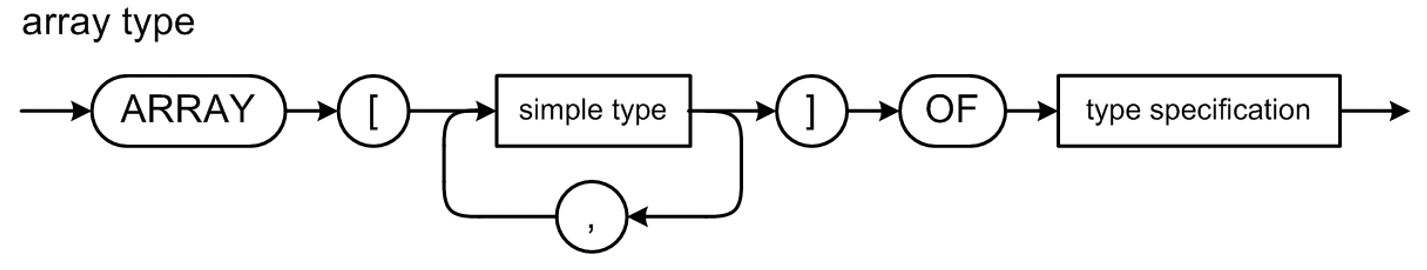 array type
ARRAY [ simple type ] OF type specification
,